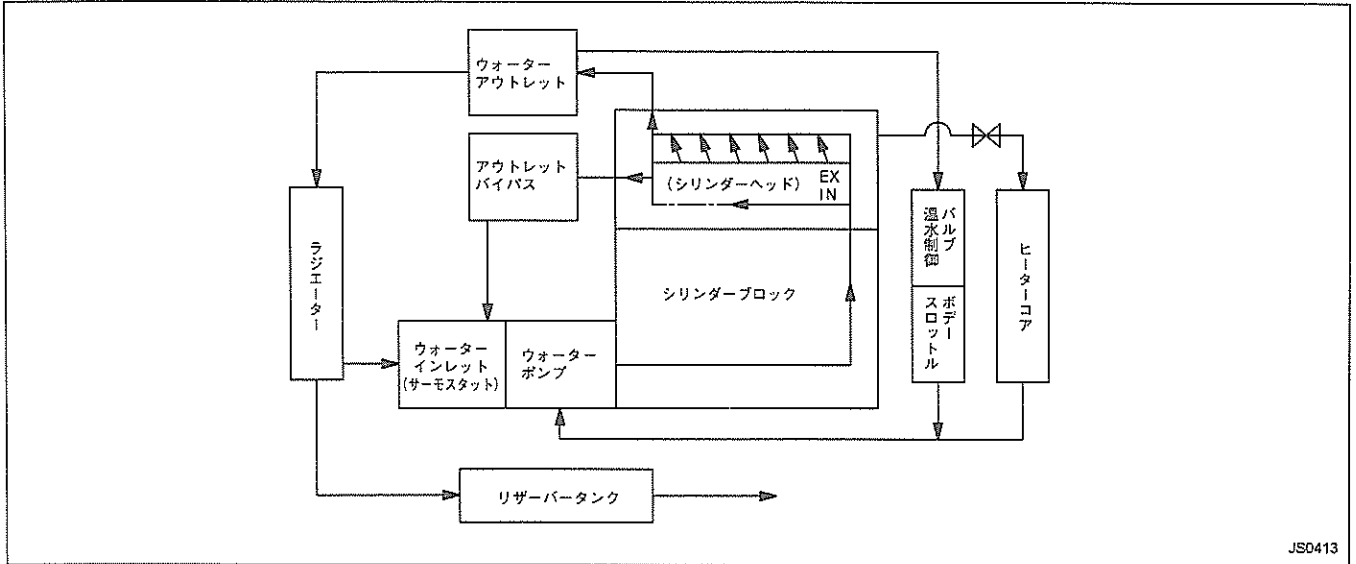 ウォーター
アウトレット
アウトレット
バイパス
(シリンダーヘッド)
EX
IN
シリンダーブロック
ラジエーター
ウォーター
インレット
(サーモスタット)
ウォーター
ポンプ
バルブ
温水制御
ボデー
スロットル
ヒーターコア
リザーバータンク
JS0413